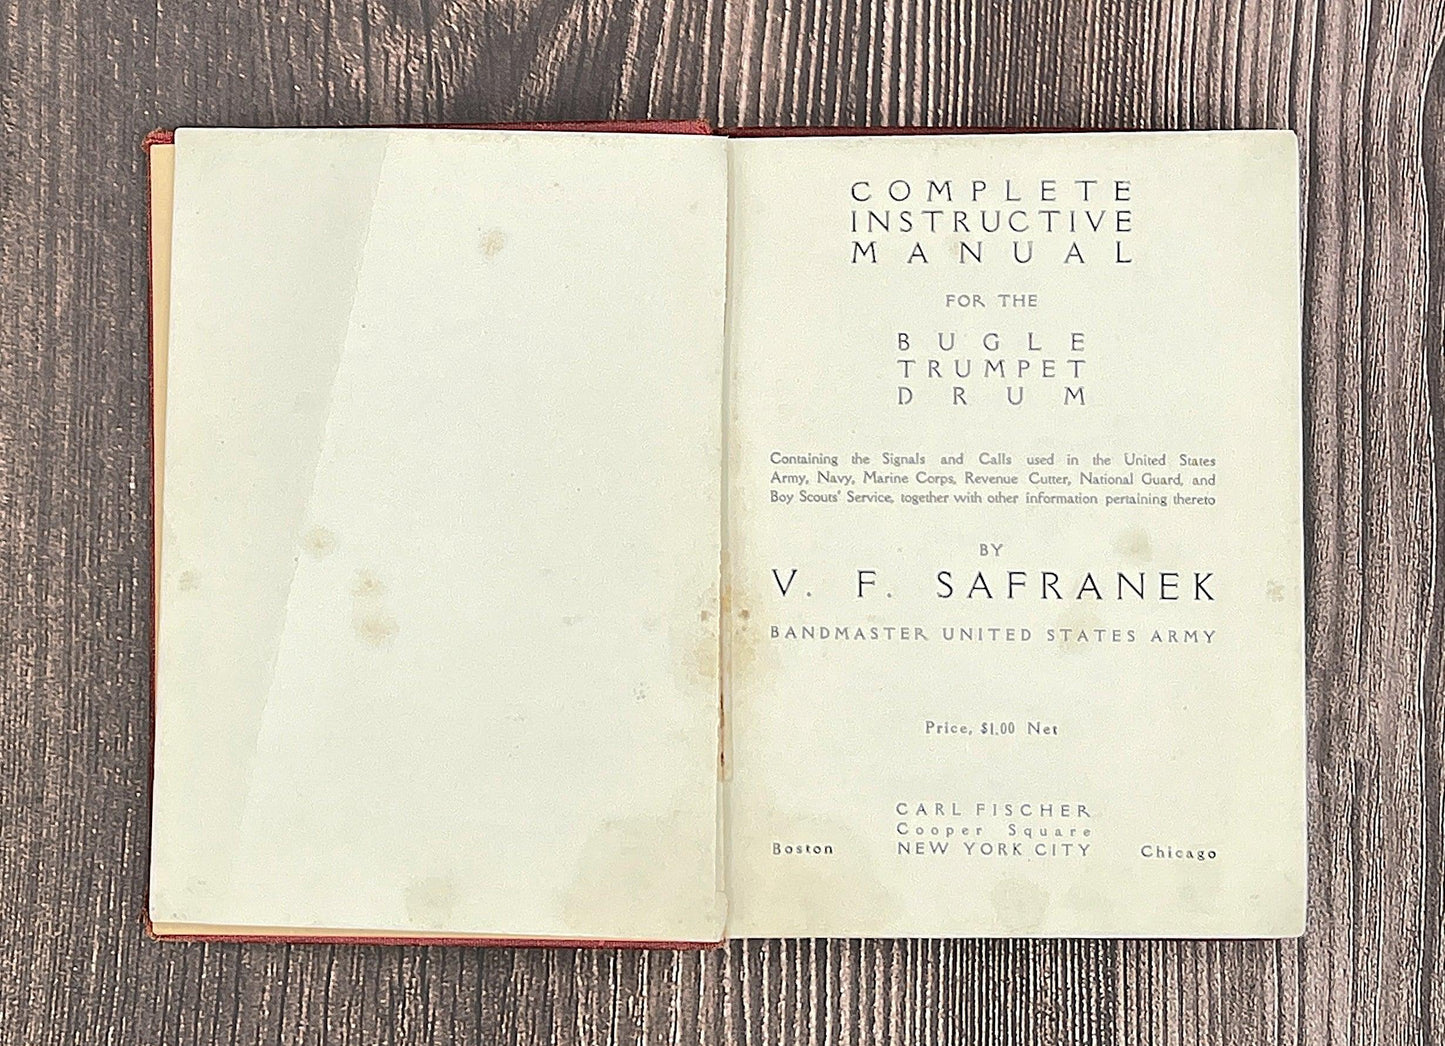 COMPLETE
INSTRUCTIVE
MANUAL
FOR THE
BUGLE
TRUMPET
DRUM
Containing the Signals and Calls used in the United States
Army, Navy, Marine Corps, Revenue Cutter, National Guard, and
Boy Scouts' Service, together with other information pertaining thereto
BY
V. F. SAFRANEK
BANDMASTER UNITED STATES ARMY
Price, $1.00 Net
CARL FISCHER
Cooper Square
Boston NEW YORK CITY Chicago